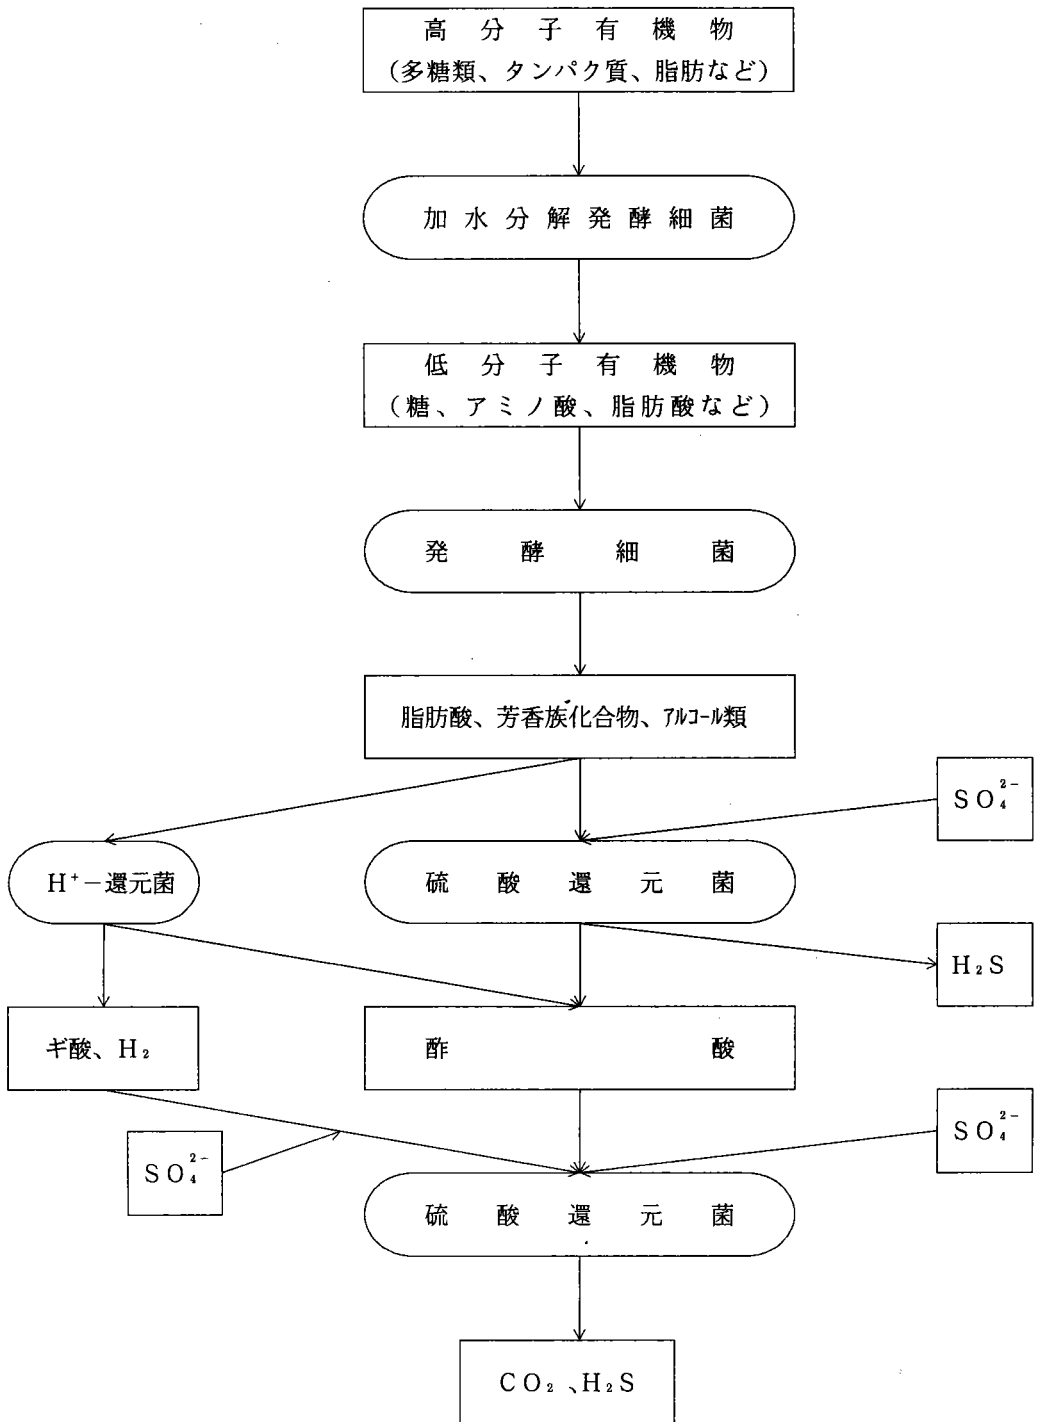 高分子有機物
（多糖類、タンパク質、脂肪など）
加水分解発酵細菌
低分子有機物
（糖、アミノ酸、脂肪酸など）
発酵細菌
脂肪酸、芳香族化合物、アルコール類
SO₄²⁻
H⁺－還元菌
硫酸還元菌
H₂S
ギ酸、H₂
酢酸
SO₄²⁻
SO₄²⁻
硫酸還元菌
CO₂、H₂S